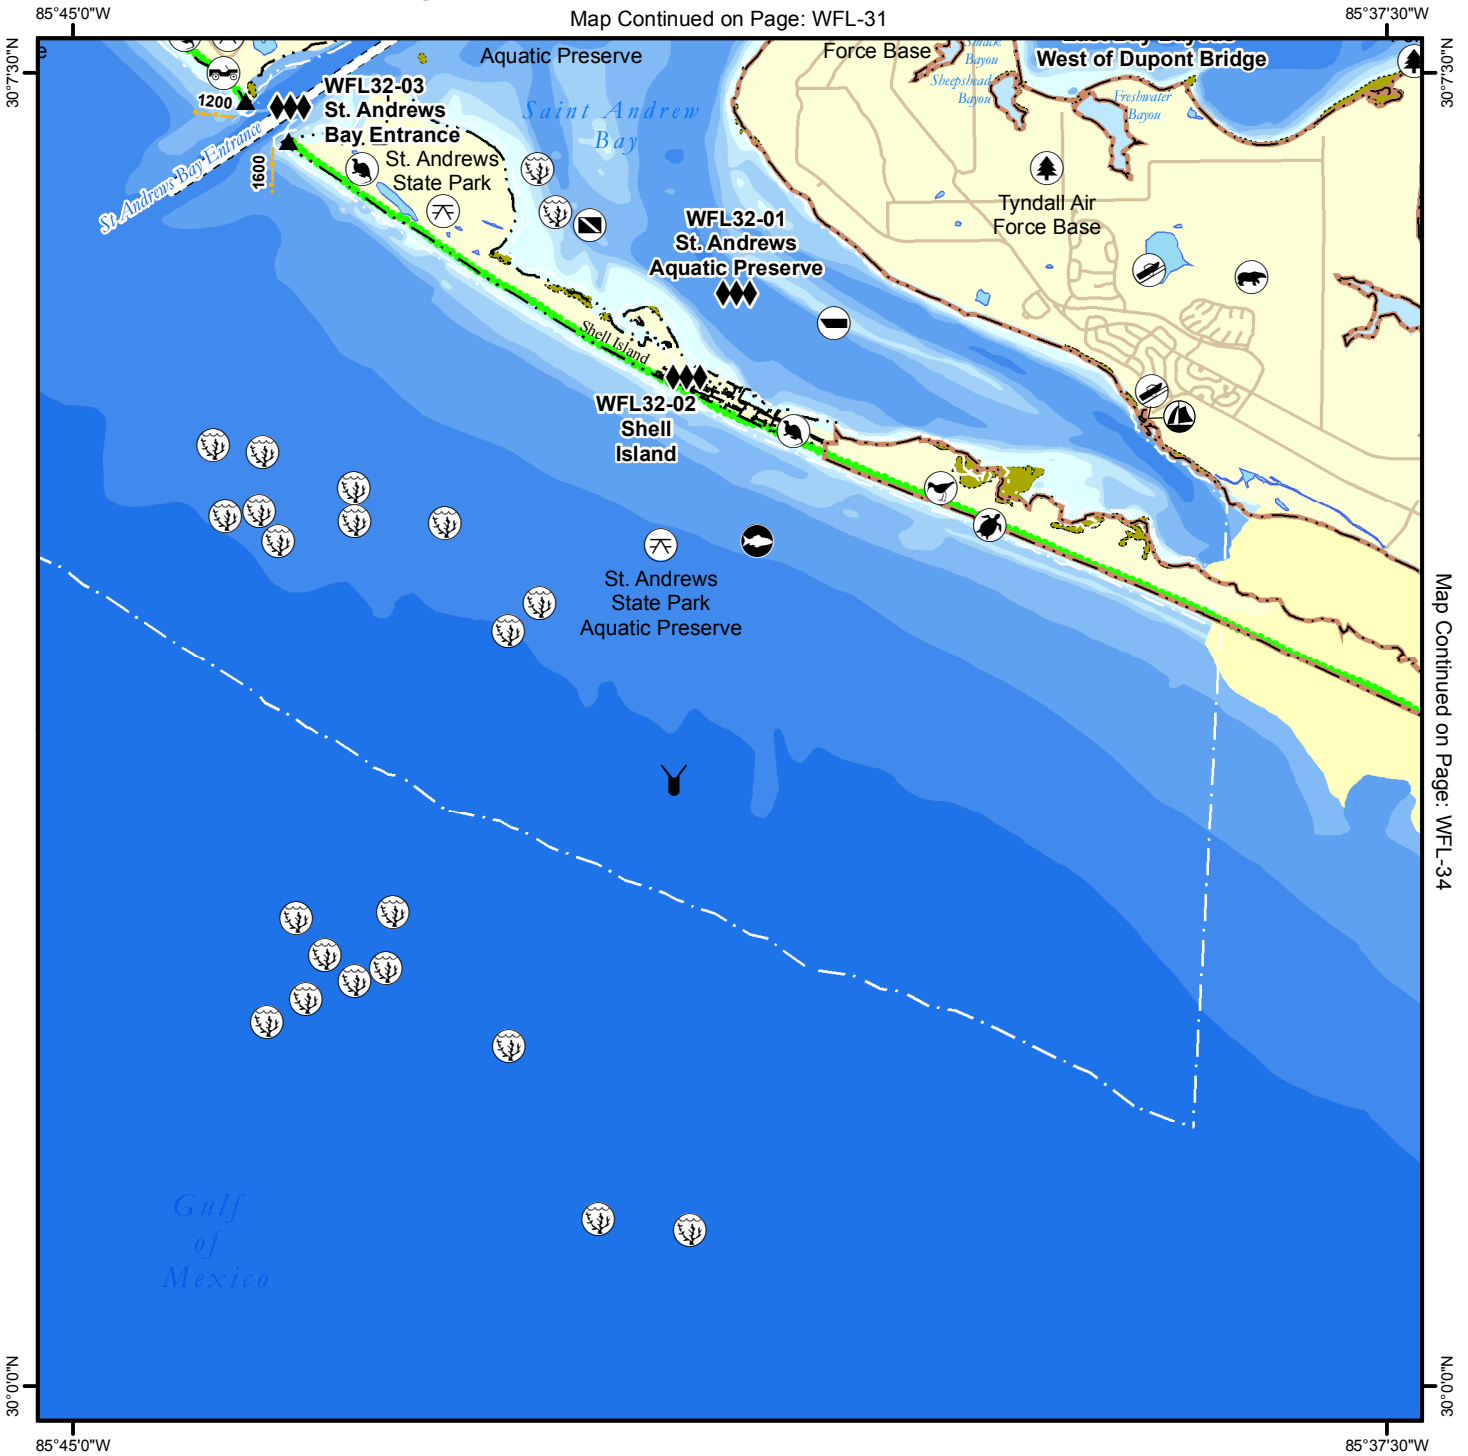 85°45'0"W
Map Continued on Page: WFL-31
85°37'30"W
30°7'30"N
30°7'30"N
e
Aquatic Preserve
Force Base
Smack
Bayou
Sheepshead
Bayou
West of Dupont Bridge
Freshwater
Bayou
1200
WFL32-03
St. Andrews
Bay Entrance
Saint Andrew
Bay
St Andrews Bay Entrance
1600
St. Andrews
State Park
WFL32-01
St. Andrews
Aquatic Preserve
Tyndall Air
Force Base
Shell Island
WFL32-02
Shell
Island
St. Andrews
State Park
Aquatic Preserve
Map Continued on Page: WFL-34
Gulf
of
Mexico
30°0'0"N
30°0'0"N
85°45'0"W
85°37'30"W